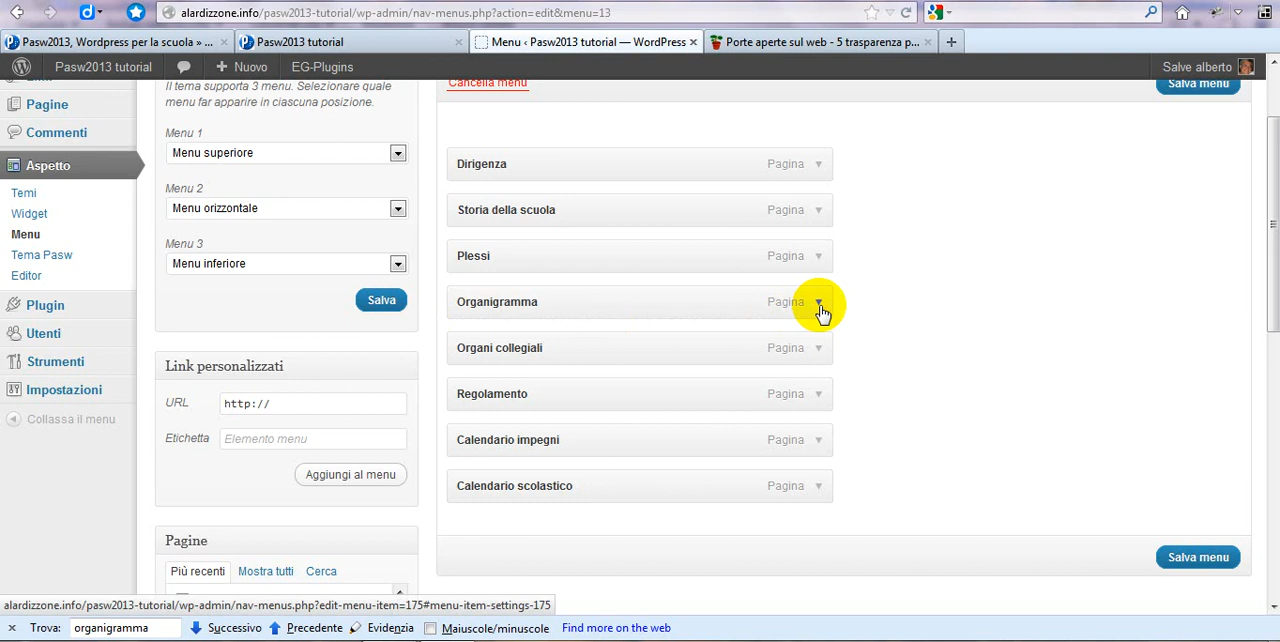 alardizzone.info/pasw2013-tutorial/wp-admin/nav-menus.php?action=edit&menu=13
Pasw2013, Wordpress per la scuola » ...
Pasw2013 tutorial
Menu ‹ Pasw2013 tutorial — WordPress
Porte aperte sul web - 5 trasparenza p...
Pasw2013 tutorial
Nuovo
EG-Plugins
Salve alberto
Pagine
Commenti
Aspetto
Temi
Widget
Menu
Tema Pasw
Editor
Plugin
Utenti
Strumenti
Impostazioni
Collassa il menu
Il tema supporta 3 menu. Selezionare quale
menu far apparire in ciascuna posizione.
Menu 1
Menu superiore
Menu 2
Menu orizzontale
Menu 3
Menu inferiore
Salva
Link personalizzati
URL
http://
Etichetta
Elemento menu
Aggiungi al menu
Pagine
Più recenti
Mostra tutti
Cerca
Cancella menu
Salva menu
Dirigenza Pagina
Storia della scuola Pagina
Plessi Pagina
Organigramma Pagina
Organi collegiali Pagina
Regolamento Pagina
Calendario impegni Pagina
Calendario scolastico Pagina
Salva menu
alardizzone.info/pasw2013-tutorial/wp-admin/nav-menus.php?edit-menu-item=175#menu-item-settings-175
Trova: organigramma Successivo Precedente Evidenzia Maiuscole/minuscole Find more on the web